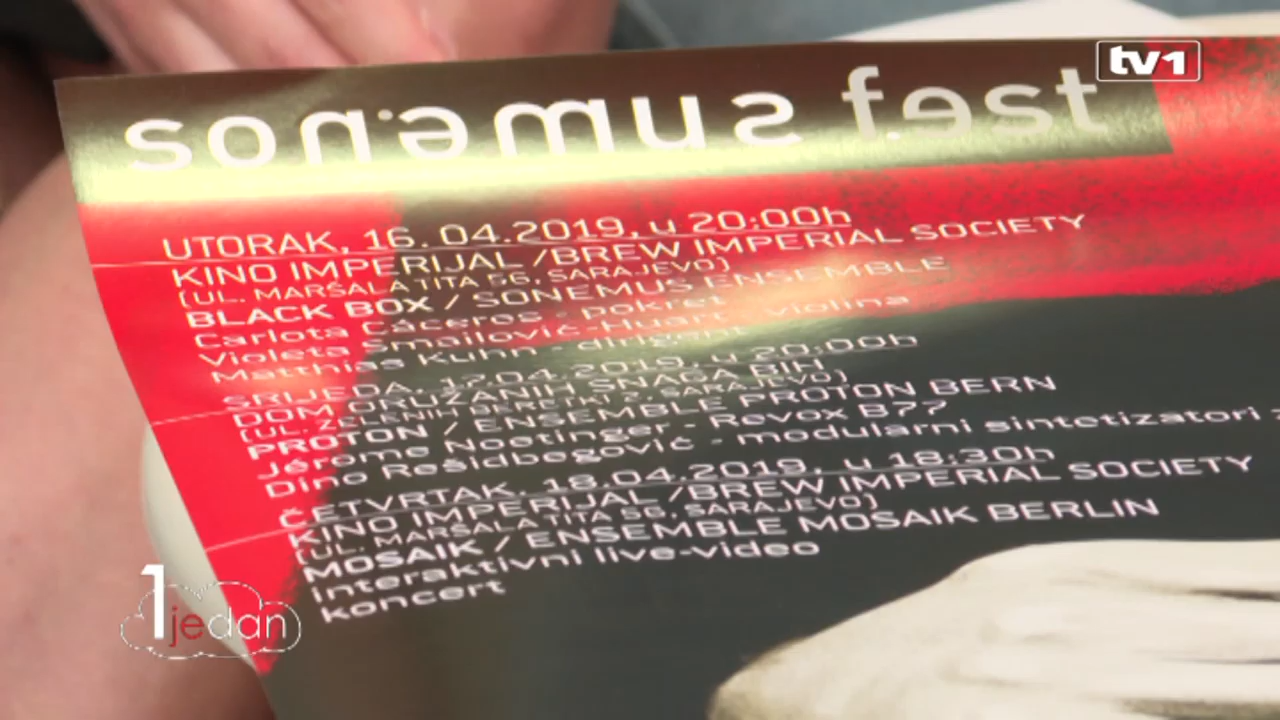 tv1
sonemus fest
UTORAK, 16. 04.2019, u 20:00h
KINO IMPERIJAL /BREW IMPERIAL SOCIETY
(UL. MARŠALA TITA 56, SARAJEVO)
BLACK BOX / SONEMUS ENSEMBLE
Carlota Cáceros - pokret
Violeta Smailović-Huart - violina
Matthias Kuhn - dirigent
SRIJEDA, 17.04.2019, u 20:00h
DOM ORUŽANIH SNAGA BIH
(UL. ZELENIH BERETKI 2, SARAJEVO)
PROTON / ENSEMBLE PROTON BERN
Jérome Noetinger - Revox B77
Dino Rešidbegović - modularni sintetizatori
ČETVRTAK, 18.04.2019, u 18:30h
KINO IMPERIJAL /BREW IMPERIAL SOCIETY
(UL. MARŠALA TITA 56, SARAJEVO)
MOSAIK / ENSEMBLE MOSAIK BERLIN
interaktivni live-video
koncert
1 jedan